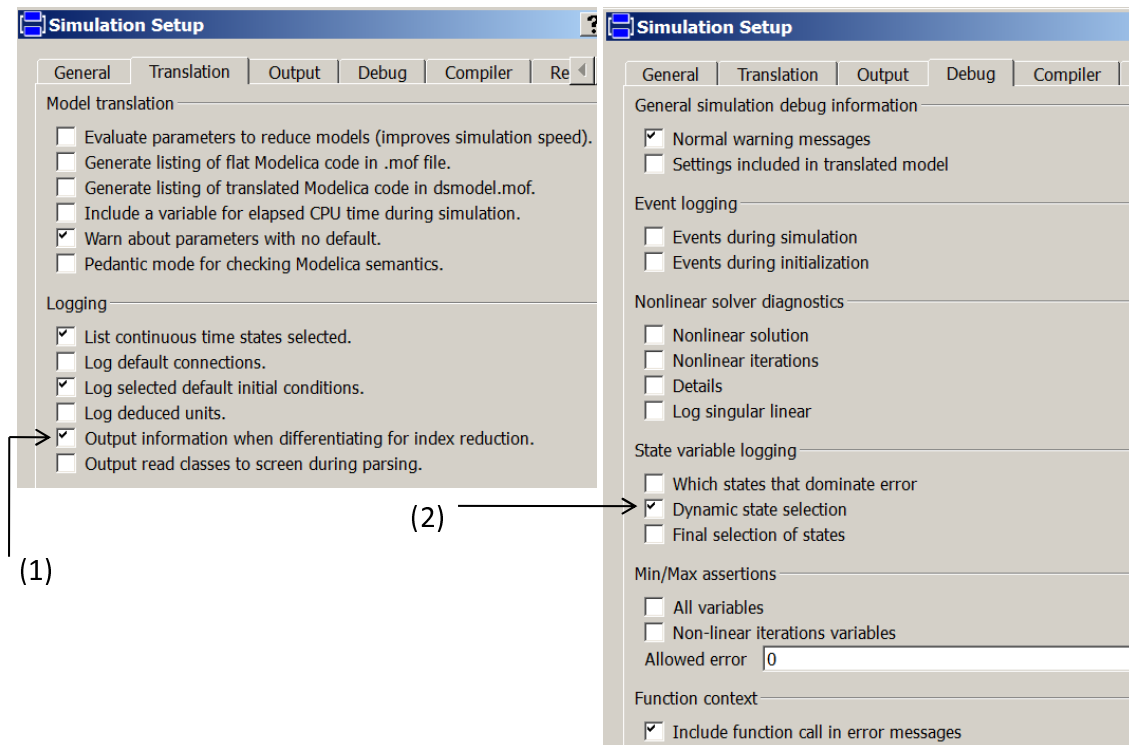 Simulation Setup
?
General
Translation
Output
Debug
Compiler
Re
Model translation
Evaluate parameters to reduce models (improves simulation speed).
Generate listing of flat Modelica code in .mof file.
Generate listing of translated Modelica code in dsmodel.mof.
Include a variable for elapsed CPU time during simulation.
Warn about parameters with no default.
Pedantic mode for checking Modelica semantics.
Logging
List continuous time states selected.
Log default connections.
Log selected default initial conditions.
Log deduced units.
Output information when differentiating for index reduction.
Output read classes to screen during parsing.
(1)
Simulation Setup
General
Translation
Output
Debug
Compiler
General simulation debug information
Normal warning messages
Settings included in translated model
Event logging
Events during simulation
Events during initialization
Nonlinear solver diagnostics
Nonlinear solution
Nonlinear iterations
Details
Log singular linear
State variable logging
Which states that dominate error
Dynamic state selection
Final selection of states
(2)
Min/Max assertions
All variables
Non-linear iterations variables
Allowed error 0
Function context
Include function call in error messages